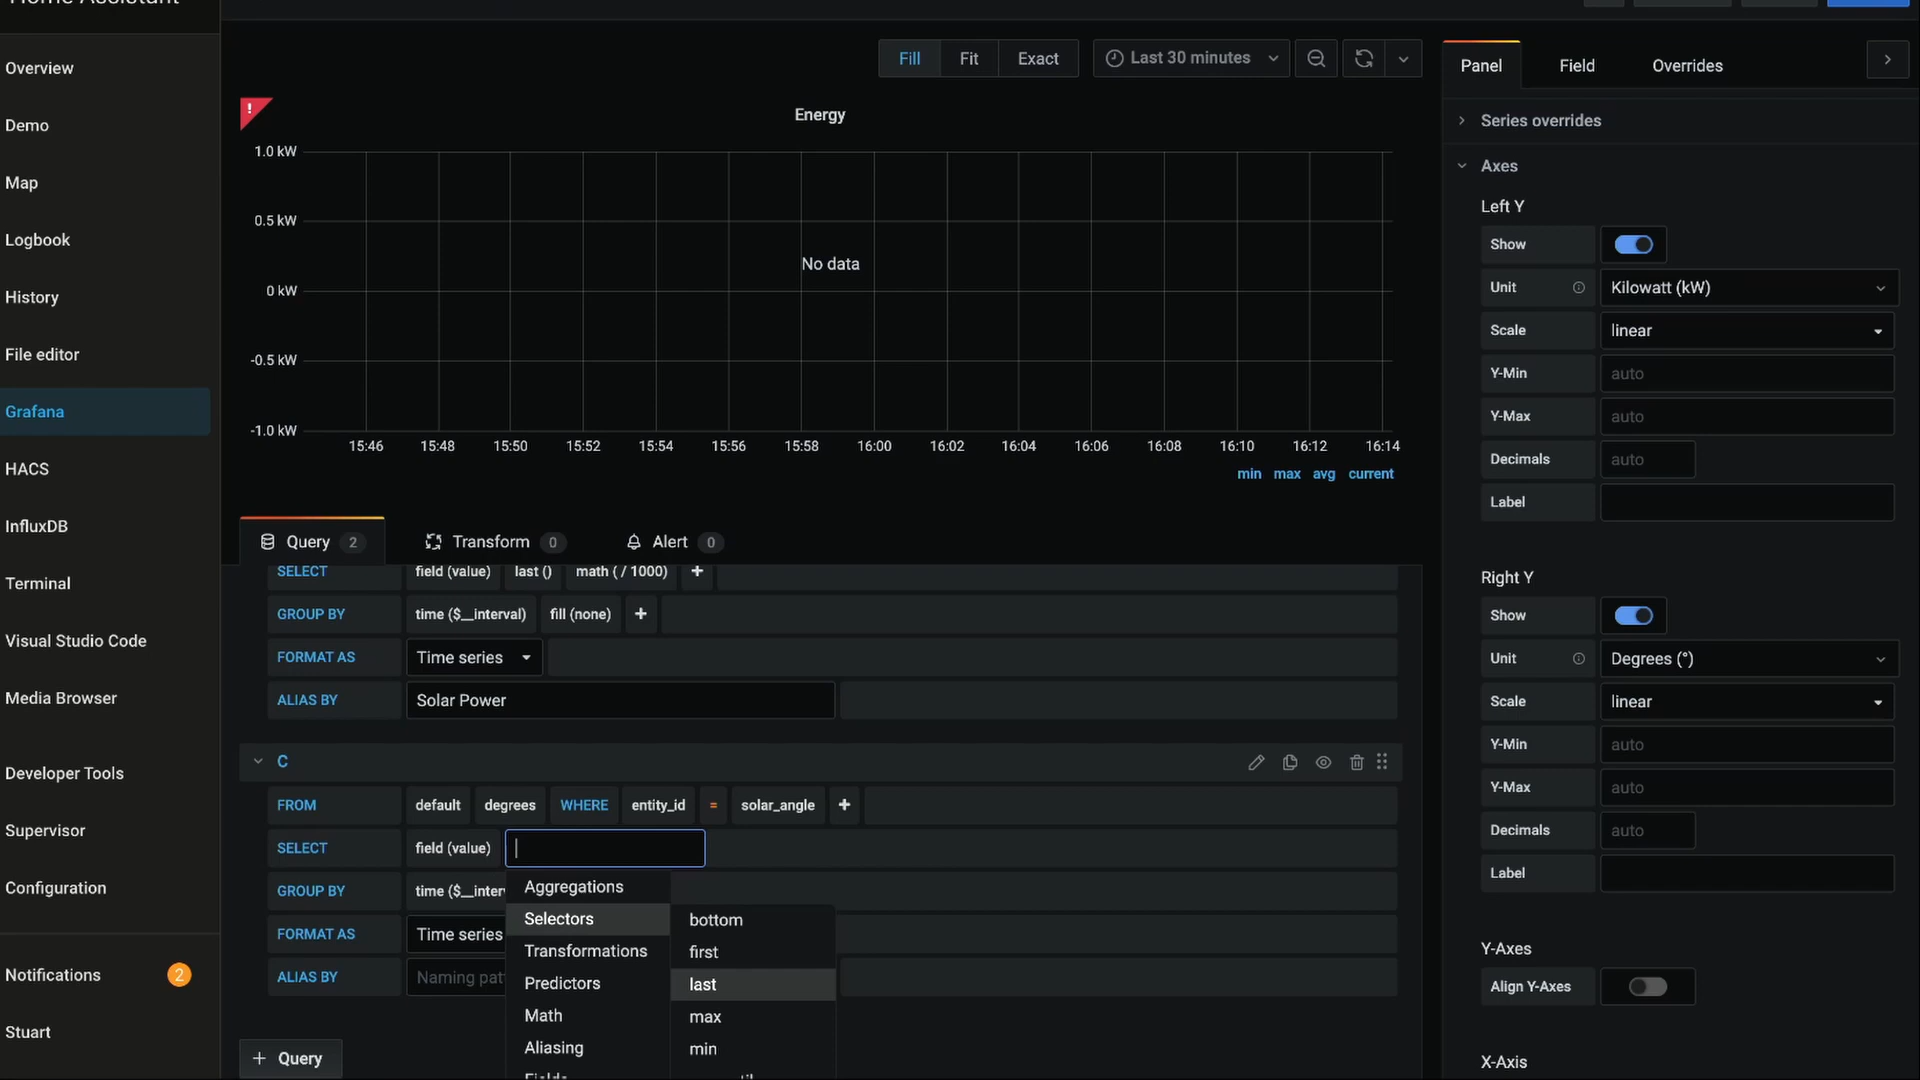 Home Assistant
Overview
Demo
Map
Logbook
History
File editor
Grafana
HACS
InfluxDB
Terminal
Visual Studio Code
Media Browser
Developer Tools
Supervisor
Configuration
Notifications 2
Stuart
Fill Fit Exact Last 30 minutes
!
Energy
1.0 kW
0.5 kW
0 kW
-0.5 kW
-1.0 kW
No data
15:46 15:48 15:50 15:52 15:54 15:56 15:58 16:00 16:02 16:04 16:06 16:08 16:10 16:12 16:14
min max avg current
Query 2 Transform 0 Alert 0
SELECT field (value) last () math ( / 1000) +
GROUP BY time ($__interval) fill (none) +
FORMAT AS Time series
ALIAS BY Solar Power
C
FROM default degrees WHERE entity_id = solar_angle +
SELECT field (value)
GROUP BY time ($__interv
FORMAT AS Time series
ALIAS BY Naming pat
Aggregations
Selectors
Transformations
Predictors
Math
Aliasing
Fields
bottom
first
last
max
min
+ Query
Panel Field Overrides
Series overrides
Axes
Left Y
Show
Unit Kilowatt (kW)
Scale linear
Y-Min auto
Y-Max auto
Decimals auto
Label
Right Y
Show
Unit Degrees (°)
Scale linear
Y-Min auto
Y-Max auto
Decimals auto
Label
Y-Axes
Align Y-Axes
X-Axis